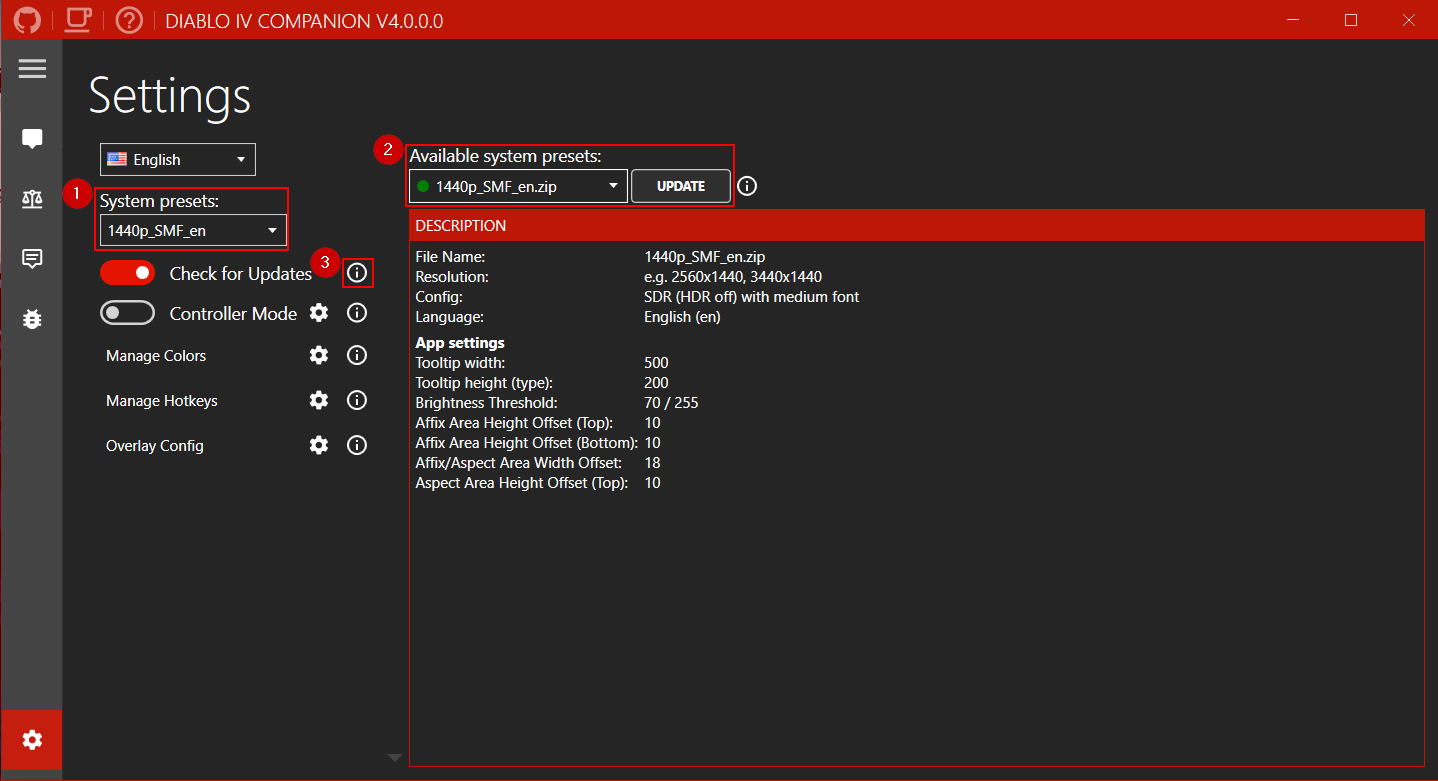 DIABLO IV COMPANION V4.0.0.0
Settings
English
1
System presets:
1440p_SMF_en
Check for Updates
3
Controller Mode
Manage Colors
Manage Hotkeys
Overlay Config
2
Available system presets:
1440p_SMF_en.zip
UPDATE
DESCRIPTION
File Name: 1440p_SMF_en.zip
Resolution: e.g. 2560x1440, 3440x1440
Config: SDR (HDR off) with medium font
Language: English (en)
App settings
Tooltip width: 500
Tooltip height (type): 200
Brightness Threshold: 70 / 255
Affix Area Height Offset (Top): 10
Affix Area Height Offset (Bottom): 10
Affix/Aspect Area Width Offset: 18
Aspect Area Height Offset (Top): 10